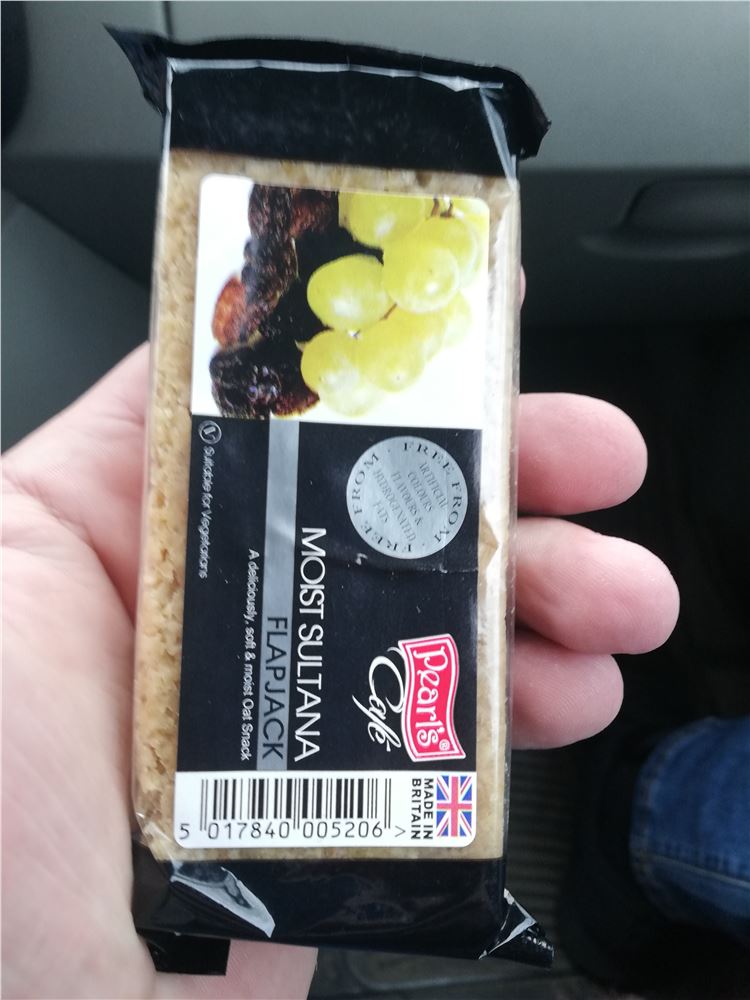 Pearl's®
Café
MOIST SULTANA
FLAPJACK
A deliciously, soft & moist Oat Snack
FREE FROM
ARTIFICIAL
COLOURS
FLAVOURS &
HYDROGENATED
FATS
FREE FROM
V Suitable for Vegetarians
MADE IN
BRITAIN
5 017840 005206 >